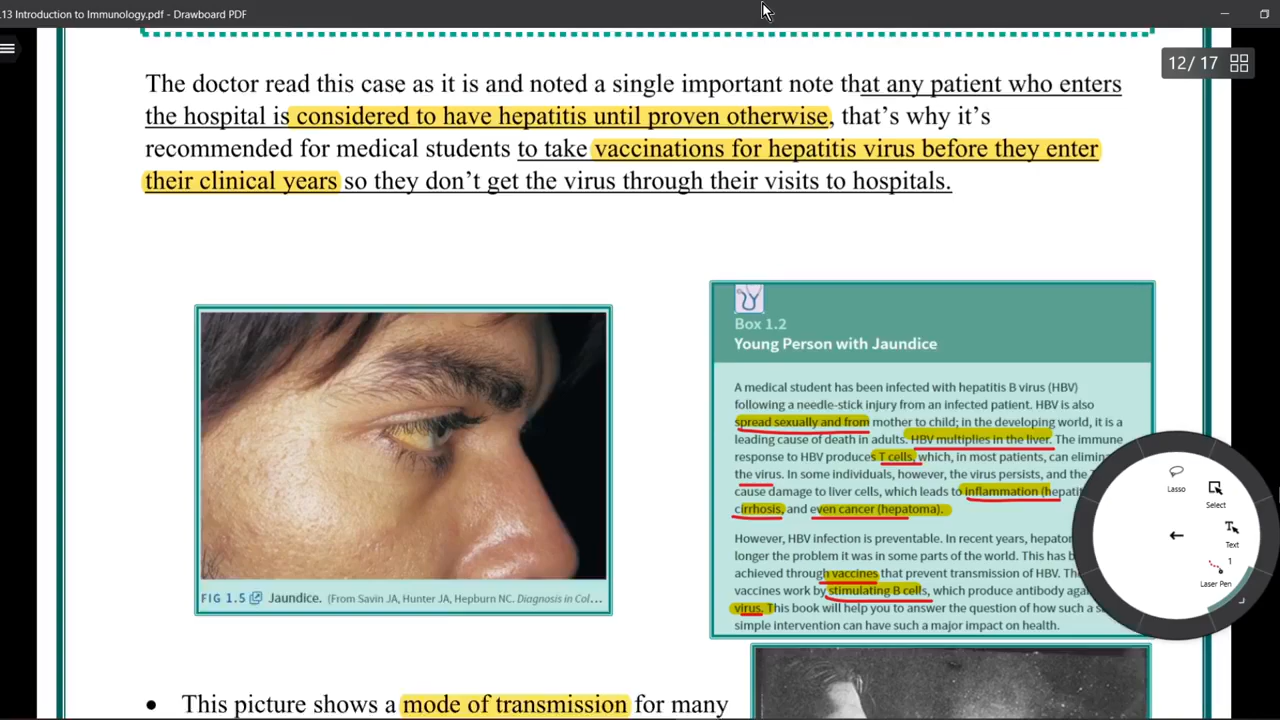 .13 Introduction to Immunology.pdf - Drawboard PDF
12/ 17
The doctor read this case as it is and noted a single important note that any patient who enters
the hospital is considered to have hepatitis until proven otherwise, that’s why it’s
recommended for medical students to take vaccinations for hepatitis virus before they enter
their clinical years so they don’t get the virus through their visits to hospitals.
FIG 1.5 Jaundice. (From Savin JA, Hunter JA, Hepburn NC. Diagnosis in Col...
Box 1.2
Young Person with Jaundice
A medical student has been infected with hepatitis B virus (HBV)
following a needle-stick injury from an infected patient. HBV is also
spread sexually and from mother to child; in the developing world, it is a
leading cause of death in adults. HBV multiplies in the liver. The immune
response to HBV produces T cells, which, in most patients, can elimina
the virus. In some individuals, however, the virus persists, and the
cause damage to liver cells, which leads to inflammation (hepati
cirrhosis, and even cancer (hepatoma).
However, HBV infection is preventable. In recent years, hepato
longer the problem it was in some parts of the world. This has b
achieved through vaccines that prevent transmission of HBV. Th
vaccines work by stimulating B cells, which produce antibody aga
virus. This book will help you to answer the question of how such a s
simple intervention can have such a major impact on health.
Lasso
Select
Text
1
Laser Pen
• This picture shows a mode of transmission for many